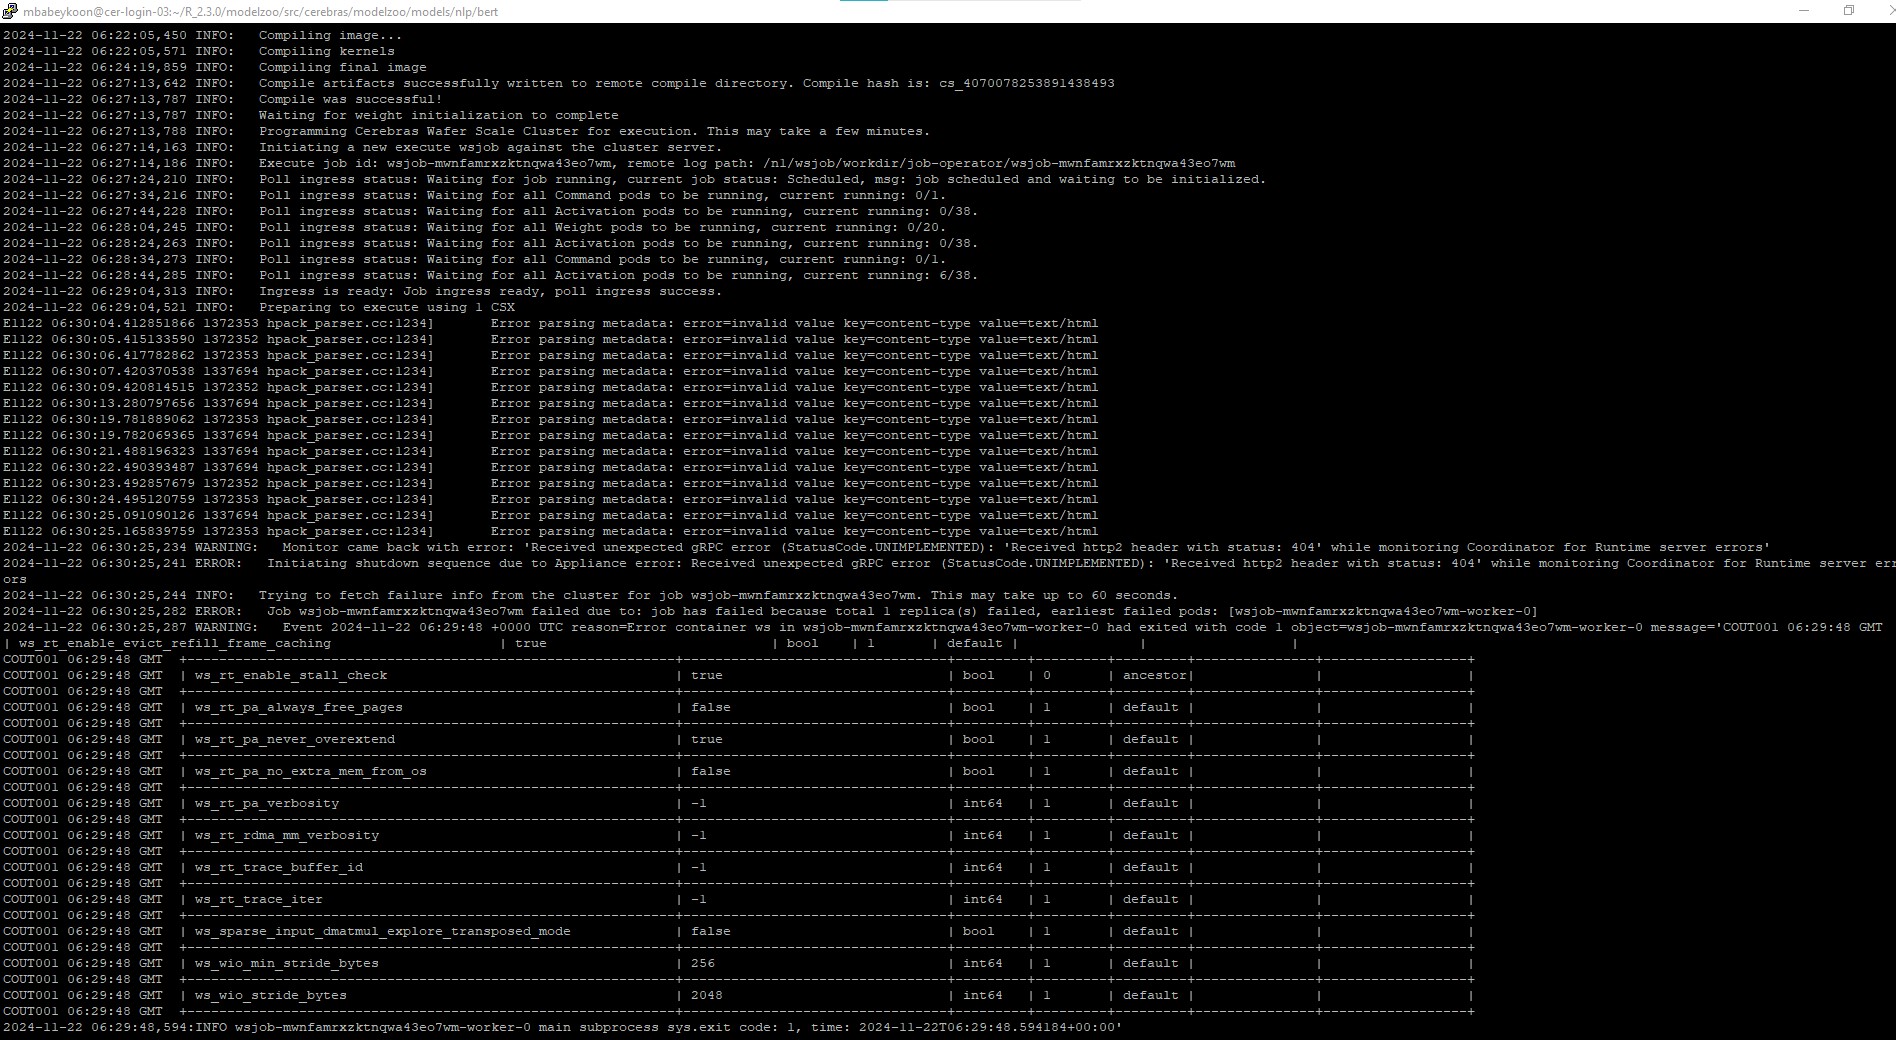 mbabeykoon@cer-login-03:~/R_2.3.0/modelzoo/src/cerebras/modelzoo/models/nlp/bert
2024-11-22 06:22:05,450 INFO:   Compiling image...
2024-11-22 06:22:05,571 INFO:   Compiling kernels
2024-11-22 06:24:19,859 INFO:   Compiling final image
2024-11-22 06:27:13,642 INFO:   Compile artifacts successfully written to remote compile directory. Compile hash is: cs_4070078253891438493
2024-11-22 06:27:13,787 INFO:   Compile was successful!
2024-11-22 06:27:13,787 INFO:   Waiting for weight initialization to complete
2024-11-22 06:27:13,788 INFO:   Programming Cerebras Wafer Scale Cluster for execution. This may take a few minutes.
2024-11-22 06:27:14,163 INFO:   Initiating a new execute wsjob against the cluster server.
2024-11-22 06:27:14,186 INFO:   Execute job id: wsjob-mwnfamrxzktnqwa43eo7wm, remote log path: /n1/wsjob/workdir/job-operator/wsjob-mwnfamrxzktnqwa43eo7wm
2024-11-22 06:27:24,210 INFO:   Poll ingress status: Waiting for job running, current job status: Scheduled, msg: job scheduled and waiting to be initialized.
2024-11-22 06:27:34,216 INFO:   Poll ingress status: Waiting for all Command pods to be running, current running: 0/1.
2024-11-22 06:27:44,228 INFO:   Poll ingress status: Waiting for all Activation pods to be running, current running: 0/38.
2024-11-22 06:28:04,245 INFO:   Poll ingress status: Waiting for all Weight pods to be running, current running: 0/20.
2024-11-22 06:28:24,263 INFO:   Poll ingress status: Waiting for all Activation pods to be running, current running: 0/38.
2024-11-22 06:28:34,273 INFO:   Poll ingress status: Waiting for all Command pods to be running, current running: 0/1.
2024-11-22 06:28:44,285 INFO:   Poll ingress status: Waiting for all Activation pods to be running, current running: 6/38.
2024-11-22 06:29:04,313 INFO:   Ingress is ready: Job ingress ready, poll ingress success.
2024-11-22 06:29:04,521 INFO:   Preparing to execute using 1 CSX
E1122 06:30:04.412851866 1372353 hpack_parser.cc:1234]       Error parsing metadata: error=invalid value key=content-type value=text/html
E1122 06:30:05.415133590 1372352 hpack_parser.cc:1234]       Error parsing metadata: error=invalid value key=content-type value=text/html
E1122 06:30:06.417782862 1372353 hpack_parser.cc:1234]       Error parsing metadata: error=invalid value key=content-type value=text/html
E1122 06:30:07.420370538 1337694 hpack_parser.cc:1234]       Error parsing metadata: error=invalid value key=content-type value=text/html
E1122 06:30:09.420814515 1372352 hpack_parser.cc:1234]       Error parsing metadata: error=invalid value key=content-type value=text/html
E1122 06:30:13.280797656 1337694 hpack_parser.cc:1234]       Error parsing metadata: error=invalid value key=content-type value=text/html
E1122 06:30:19.781889062 1372353 hpack_parser.cc:1234]       Error parsing metadata: error=invalid value key=content-type value=text/html
E1122 06:30:19.782069365 1337694 hpack_parser.cc:1234]       Error parsing metadata: error=invalid value key=content-type value=text/html
E1122 06:30:21.488196323 1337694 hpack_parser.cc:1234]       Error parsing metadata: error=invalid value key=content-type value=text/html
E1122 06:30:22.490393487 1337694 hpack_parser.cc:1234]       Error parsing metadata: error=invalid value key=content-type value=text/html
E1122 06:30:23.492857679 1372352 hpack_parser.cc:1234]       Error parsing metadata: error=invalid value key=content-type value=text/html
E1122 06:30:24.495120759 1372353 hpack_parser.cc:1234]       Error parsing metadata: error=invalid value key=content-type value=text/html
E1122 06:30:25.091090126 1337694 hpack_parser.cc:1234]       Error parsing metadata: error=invalid value key=content-type value=text/html
E1122 06:30:25.165839759 1372353 hpack_parser.cc:1234]       Error parsing metadata: error=invalid value key=content-type value=text/html
2024-11-22 06:30:25,234 WARNING:   Monitor came back with error: 'Received unexpected gRPC error (StatusCode.UNIMPLEMENTED): 'Received http2 header with status: 404' while monitoring Coordinator for Runtime server errors'
2024-11-22 06:30:25,241 ERROR:   Initiating shutdown sequence due to Appliance error: Received unexpected gRPC error (StatusCode.UNIMPLEMENTED): 'Received http2 header with status: 404' while monitoring Coordinator for Runtime server err
ors
2024-11-22 06:30:25,244 INFO:   Trying to fetch failure info from the cluster for job wsjob-mwnfamrxzktnqwa43eo7wm. This may take up to 60 seconds.
2024-11-22 06:30:25,282 ERROR:   Job wsjob-mwnfamrxzktnqwa43eo7wm failed due to: job has failed because total 1 replica(s) failed, earliest failed pods: [wsjob-mwnfamrxzktnqwa43eo7wm-worker-0]
2024-11-22 06:30:25,287 WARNING:   Event 2024-11-22 06:29:48 +0000 UTC reason=Error container ws in wsjob-mwnfamrxzktnqwa43eo7wm-worker-0 had exited with code 1 object=wsjob-mwnfamrxzktnqwa43eo7wm-worker-0 message='COUT001 06:29:48 GMT
| ws_rt_enable_evict_refill_frame_caching | true | bool | 1 | default | | |
COUT001 06:29:48 GMT
COUT001 06:29:48 GMT | ws_rt_enable_stall_check | true | bool | 0 | ancestor| | |
COUT001 06:29:48 GMT
COUT001 06:29:48 GMT | ws_rt_pa_always_free_pages | false | bool | 1 | default | | |
COUT001 06:29:48 GMT
COUT001 06:29:48 GMT | ws_rt_pa_never_overextend | true | bool | 1 | default | | |
COUT001 06:29:48 GMT
COUT001 06:29:48 GMT | ws_rt_pa_no_extra_mem_from_os | false | bool | 1 | default | | |
COUT001 06:29:48 GMT
COUT001 06:29:48 GMT | ws_rt_pa_verbosity | -1 | int64 | 1 | default | | |
COUT001 06:29:48 GMT
COUT001 06:29:48 GMT | ws_rt_rdma_mm_verbosity | -1 | int64 | 1 | default | | |
COUT001 06:29:48 GMT
COUT001 06:29:48 GMT | ws_rt_trace_buffer_id | -1 | int64 | 1 | default | | |
COUT001 06:29:48 GMT
COUT001 06:29:48 GMT | ws_rt_trace_iter | -1 | int64 | 1 | default | | |
COUT001 06:29:48 GMT
COUT001 06:29:48 GMT | ws_sparse_input_dmatmul_explore_transposed_mode | false | bool | 1 | default | | |
COUT001 06:29:48 GMT
COUT001 06:29:48 GMT | ws_wio_min_stride_bytes | 256 | int64 | 1 | default | | |
COUT001 06:29:48 GMT
COUT001 06:29:48 GMT | ws_wio_stride_bytes | 2048 | int64 | 1 | default | | |
COUT001 06:29:48 GMT
2024-11-22 06:29:48,594:INFO wsjob-mwnfamrxzktnqwa43eo7wm-worker-0 main subprocess sys.exit code: 1, time: 2024-11-22T06:29:48.594184+00:00'